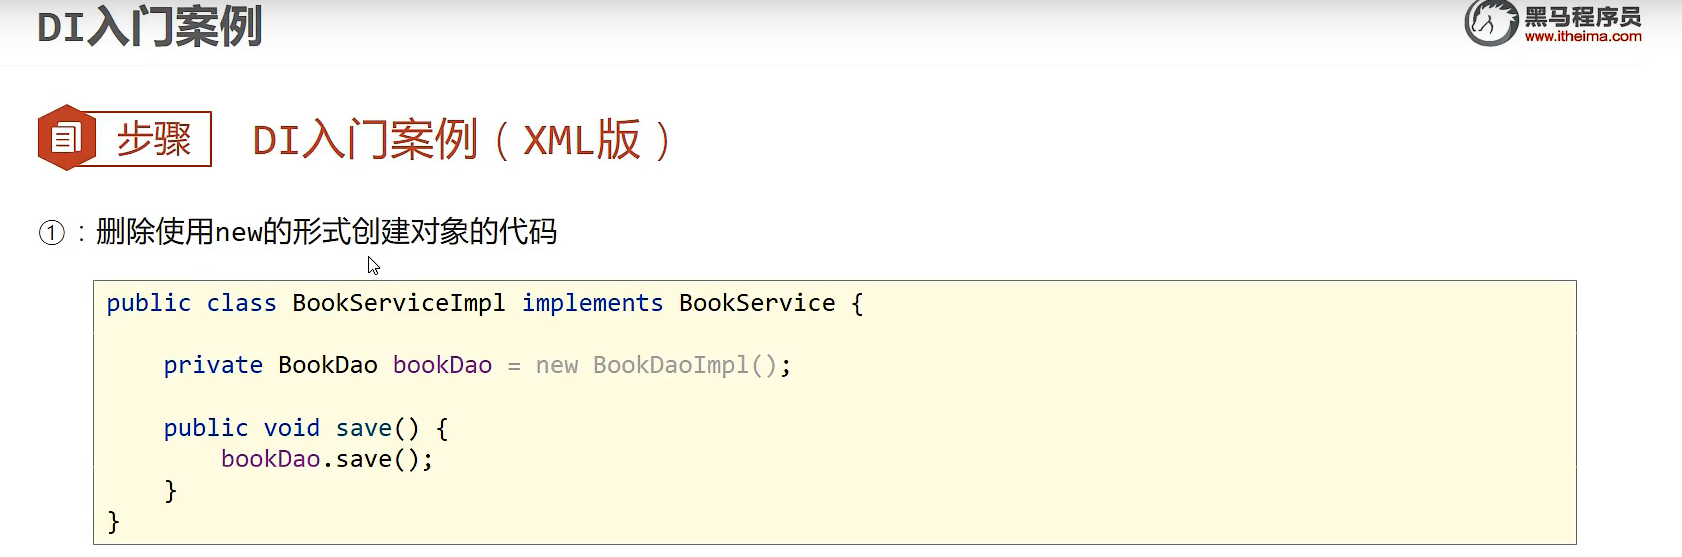 DI入门案例
黑马程序员
www.itheima.com
步骤
DI入门案例（XML版）
①：删除使用new的形式创建对象的代码
public class BookServiceImpl implements BookService {
    private BookDao bookDao = new BookDaoImpl();
    public void save() {
        bookDao.save();
    }
}